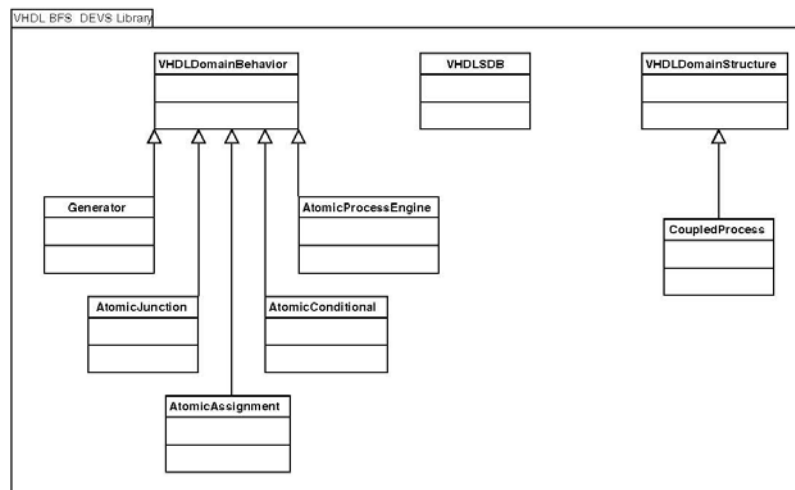 VHDL BFS DEVS Library
VHDLDomainBehavior
VHDLSDB
VHDLDomainStructure
Generator
AtomicProcessEngine
CoupledProcess
AtomicJunction
AtomicConditional
AtomicAssignment